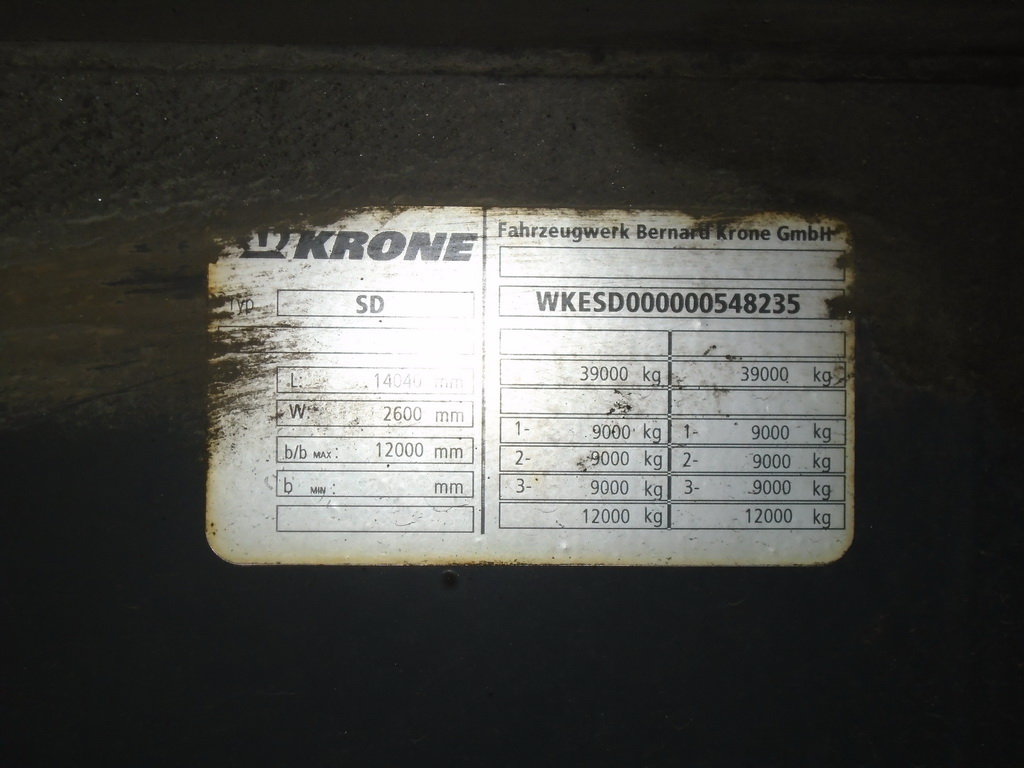 KRONE
Fahrzeugwerk Bernard Krone GmbH
Typ SD
WKESD000000548235
L: 14040 mm
W: 2600 mm
b/b MAX: 12000 mm
b MIN: mm
39000 kg 39000 kg
1- 9000 kg 1- 9000 kg
2- 9000 kg 2- 9000 kg
3- 9000 kg 3- 9000 kg
12000 kg 12000 kg